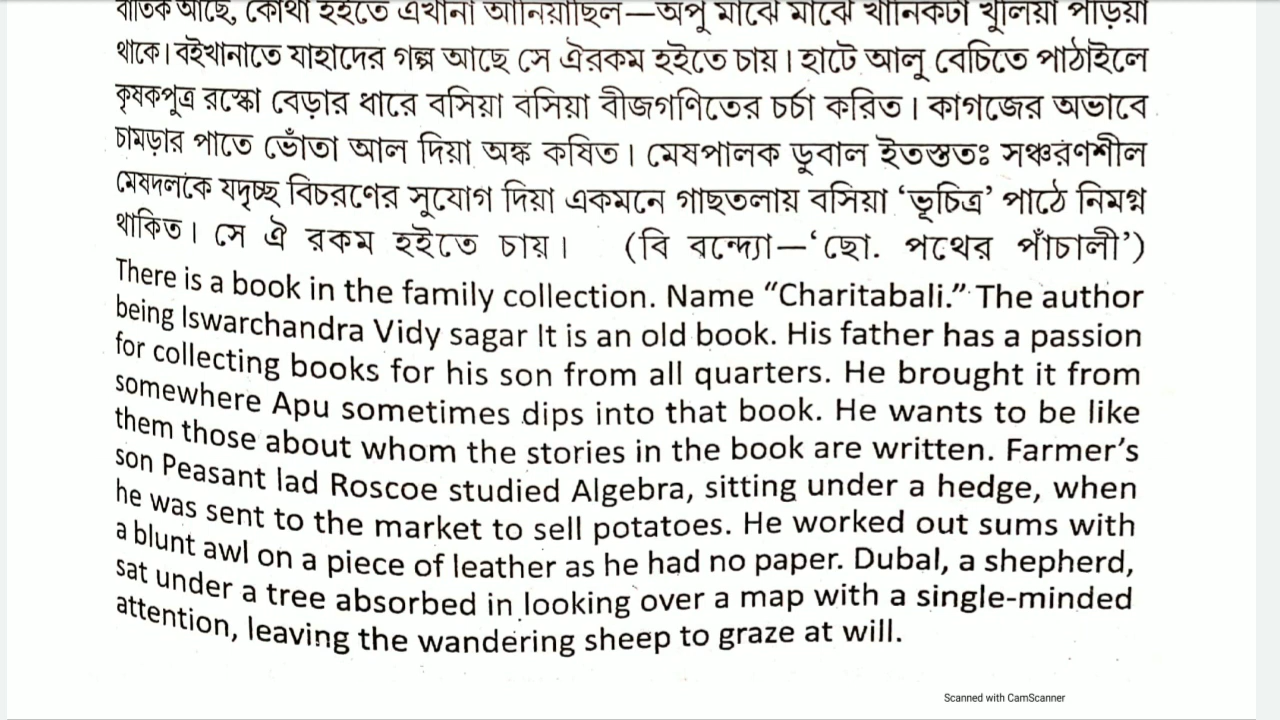 বাতিক আছে, কোথা হইতে এখানা আনিয়াছিল—অপু মাঝে মাঝে খানিকটা খুলিয়া পড়িয়া
থাকে। বইখানাতে যাহাদের গল্প আছে সে ঐরকম হইতে চায়। হাটে আলু বেচিতে পাঠাইলে
কৃষকপুত্র রস্কো বেড়ার ধারে বসিয়া বসিয়া বীজগণিতের চর্চা করিত। কাগজের অভাবে
চামড়ার পাতে ভোঁতা আল দিয়া অঙ্ক কষিত। মেষপালক ডুবাল ইতস্ততঃ সঞ্চরণশীল
মেষদলকে যদৃচ্ছ বিচরণের সুযোগ দিয়া একমনে গাছতলায় বসিয়া ‘ভূচিত্র’ পাঠে নিমগ্ন
থাকিত। সে ঐ রকম হইতে চায়। (বি বন্দ্যো—‘ছো. পথের পাঁচালী’)
There is a book in the family collection. Name “Charitabali.” The author
being Iswarchandra Vidy sagar It is an old book. His father has a passion
for collecting books for his son from all quarters. He brought it from
somewhere Apu sometimes dips into that book. He wants to be like
them those about whom the stories in the book are written. Farmer’s
son Peasant lad Roscoe studied Algebra, sitting under a hedge, when
he was sent to the market to sell potatoes. He worked out sums with
a blunt awl on a piece of leather as he had no paper. Dubal, a shepherd,
sat under a tree absorbed in looking over a map with a single-minded
attention, leaving the wandering sheep to graze at will.
Scanned with CamScanner